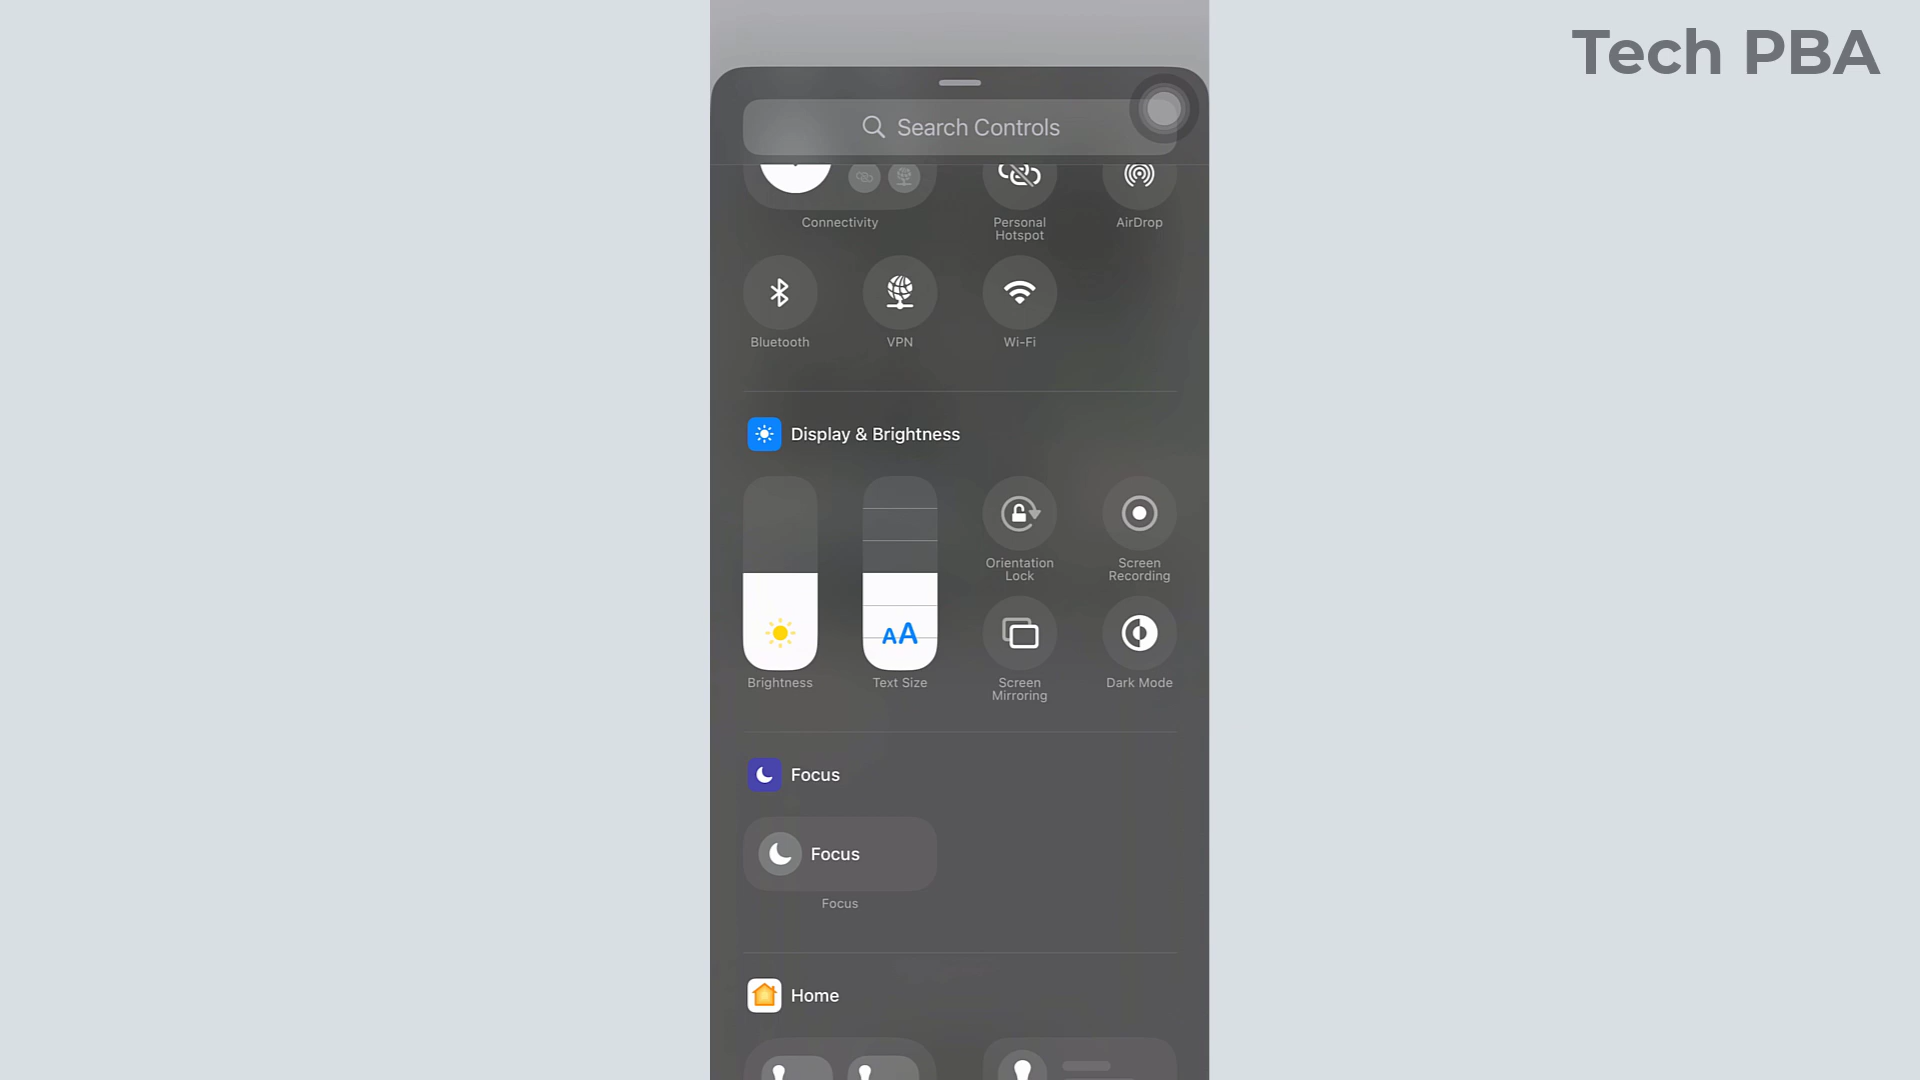 Tech PBA
Search Controls
Connectivity
Personal
Hotspot
AirDrop
Bluetooth
VPN
Wi-Fi
Display & Brightness
Orientation
Lock
Screen
Recording
AA
Brightness
Text Size
Screen
Mirroring
Dark Mode
Focus
Focus
Focus
Home